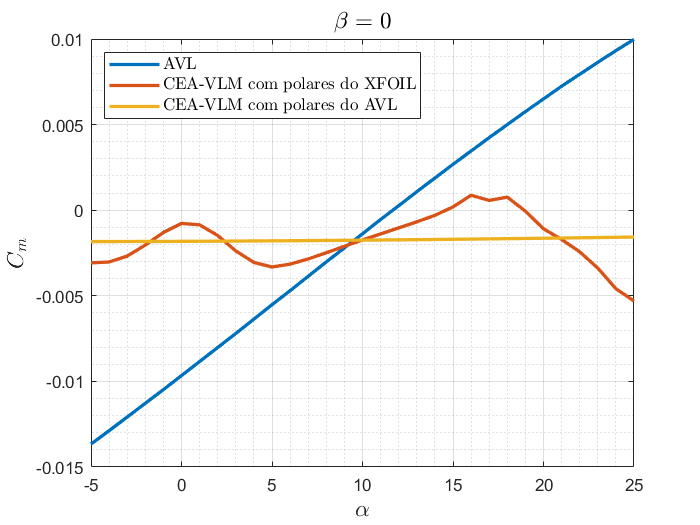 β = 0
0.01
0.005
0
-0.005
-0.01
-0.015
C_m
AVL
CEA-VLM com polares do XFOIL
CEA-VLM com polares do AVL
-5 0 5 10 15 20 25
α